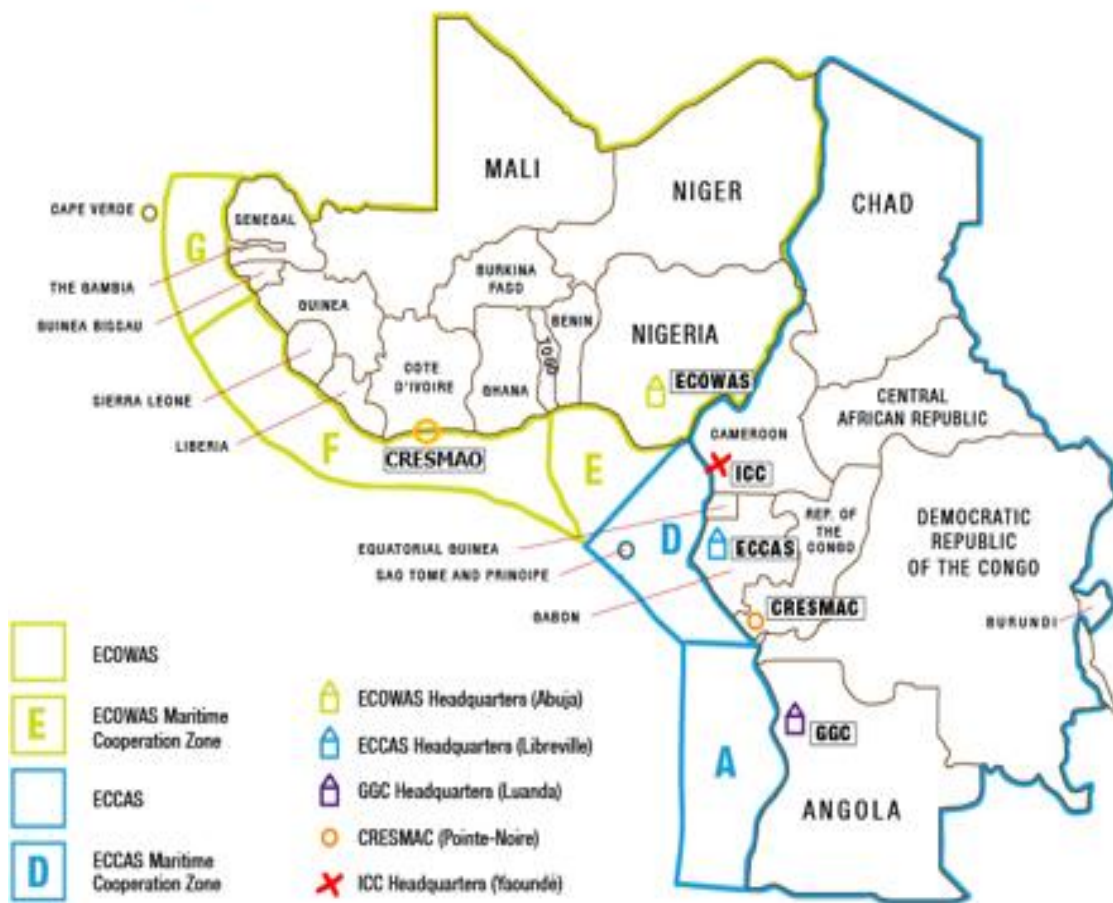 MALI
NIGER
CHAD
CAPE VERDE
SENEGAL
G
THE GAMBIA
GUINEA BISSAU
GUINEA
BURKINA
FASO
BENIN
TOGO
NIGERIA
COTE
D'IVOIRE
GHANA
ECOWAS
SIERRA LEONE
LIBERIA
F
CRESMAO
E
CENTRAL
AFRICAN REPUBLIC
CAMEROON
ICC
REP. OF
THE
CONGO
DEMOCRATIC
REPUBLIC
OF THE CONGO
D
EQUATORIAL GUINEA
SAO TOME AND PRINCIPE
ECCAS
GABON
CRESMAC
BURUNDI
GGC
A
ANGOLA
ECOWAS
E
ECOWAS Maritime
Cooperation Zone
ECCAS
D
ECCAS Maritime
Cooperation Zone
ECOWAS Headquarters (Abuja)
ECCAS Headquarters (Libreville)
GGC Headquarters (Luanda)
CRESMAC (Pointe-Noire)
ICC Headquarters (Yaoundé)